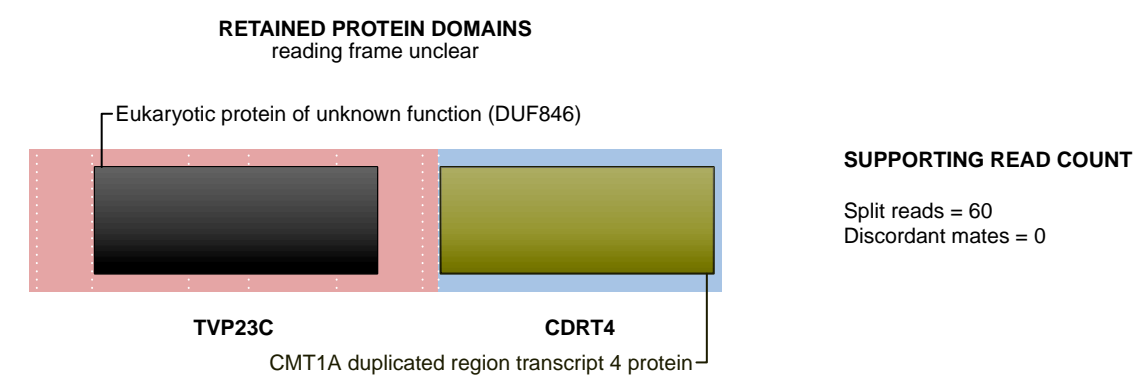 RETAINED PROTEIN DOMAINS
reading frame unclear
Eukaryotic protein of unknown function (DUF846)
TVP23C
CDRT4
CMT1A duplicated region transcript 4 protein
SUPPORTING READ COUNT
Split reads = 60
Discordant mates = 0